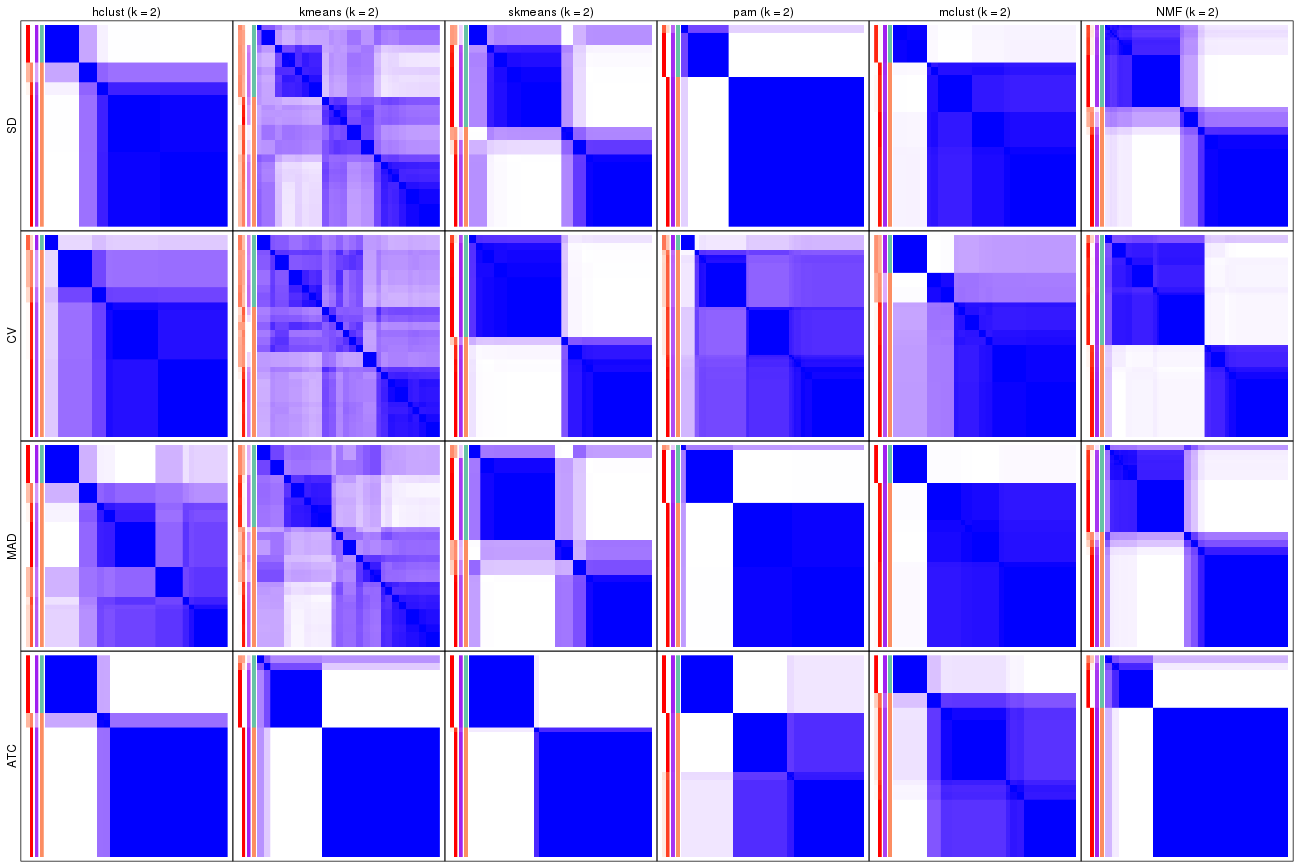 hclust (k = 2) kmeans (k = 2) skmeans (k = 2) pam (k = 2) mclust (k = 2) NMF (k = 2)
SD
CV
MAD
ATC